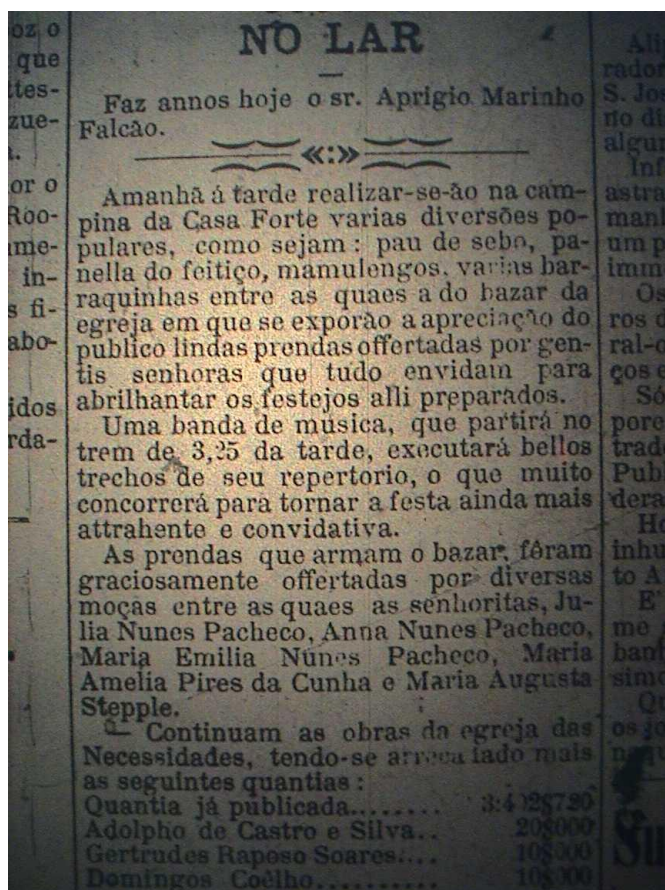 NO LAR
Faz annos hoje o sr. Aprigio Marinho
Falcão.
Amanhã á tarde realizar-se-ão na cam-
pina da Casa Forte varias diversões po-
pulares, como sejam: pau de sebo, pa-
nella do feitiço, mamulengos, varias bar-
raquinhas entre as quaes a do bazar da
egreja em que se exporão a apreciação do
publico lindas prendas offertadas por gen-
tis senhoras que tudo envidam para
abrilhantar os festejos alli preparados.
Uma banda de musica, que partirá no
trem de 3,25 da tarde, executará bellos
trechos de seu repertorio, o que muito
concorrerá para tornar a festa ainda mais
attrahente e convidativa.
As prendas que armam o bazar, fôram
graciosamente offertadas por diversas
moças entre as quaes as senhoritas, Ju-
lia Nunes Pacheco, Anna Nunes Pacheco,
Maria Emilia Nunes Pacheco, Maria
Amelia Pires da Cunha e Maria Augusta
Stepple.
Continuam as obras da egreja das
Necessidades, tendo-se arrecadado mais
as seguintes quantias:
Quantia já publicada........
Adolpho de Castro e Silva.. 20$000
Gertrudes Raposo Soares.... 10$000
Domingos Coelho.......... 10$000